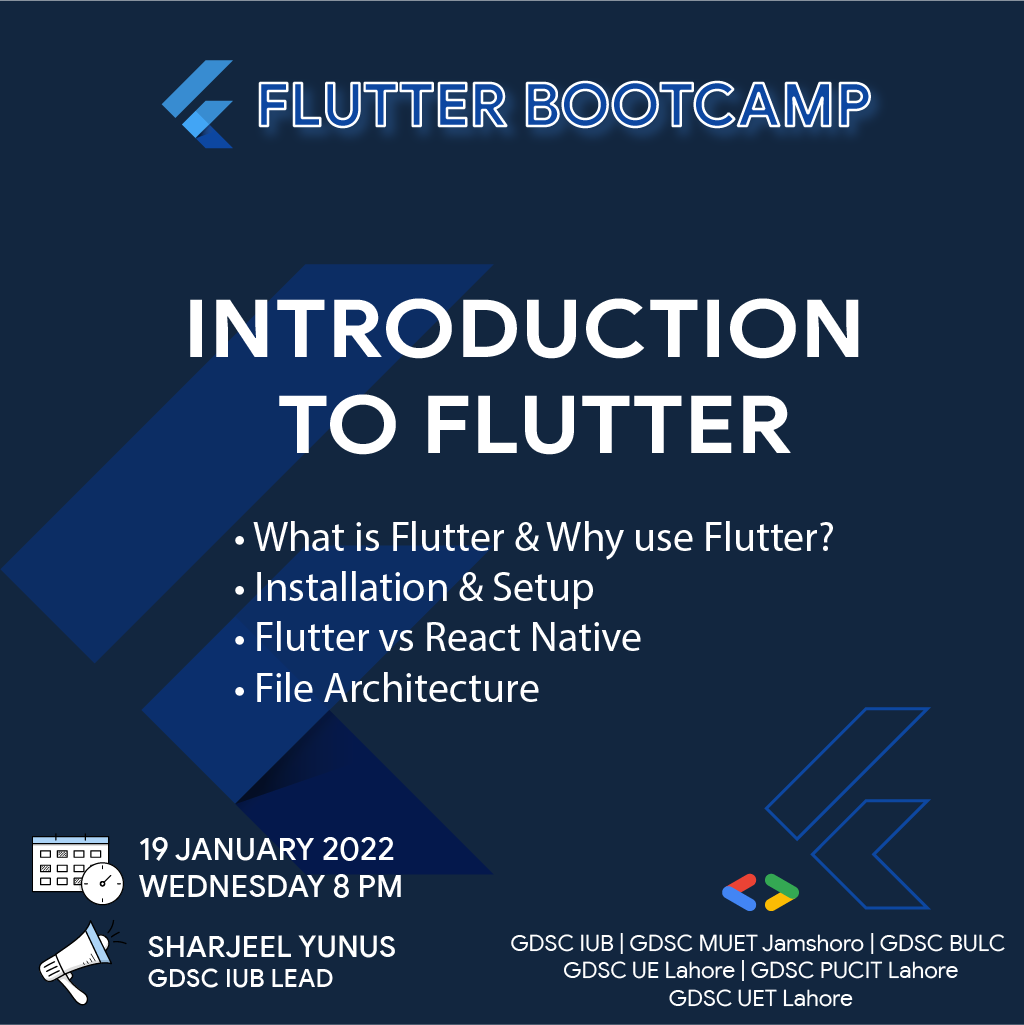 FLUTTER BOOTCAMP
INTRODUCTION
TO FLUTTER
• What is Flutter & Why use Flutter?
• Installation & Setup
• Flutter vs React Native
• File Architecture
19 JANUARY 2022
WEDNESDAY 8 PM
SHARJEEL YUNUS
GDSC IUB LEAD
GDSC IUB | GDSC MUET Jamshoro | GDSC BULC
GDSC UE Lahore | GDSC PUCIT Lahore
GDSC UET Lahore